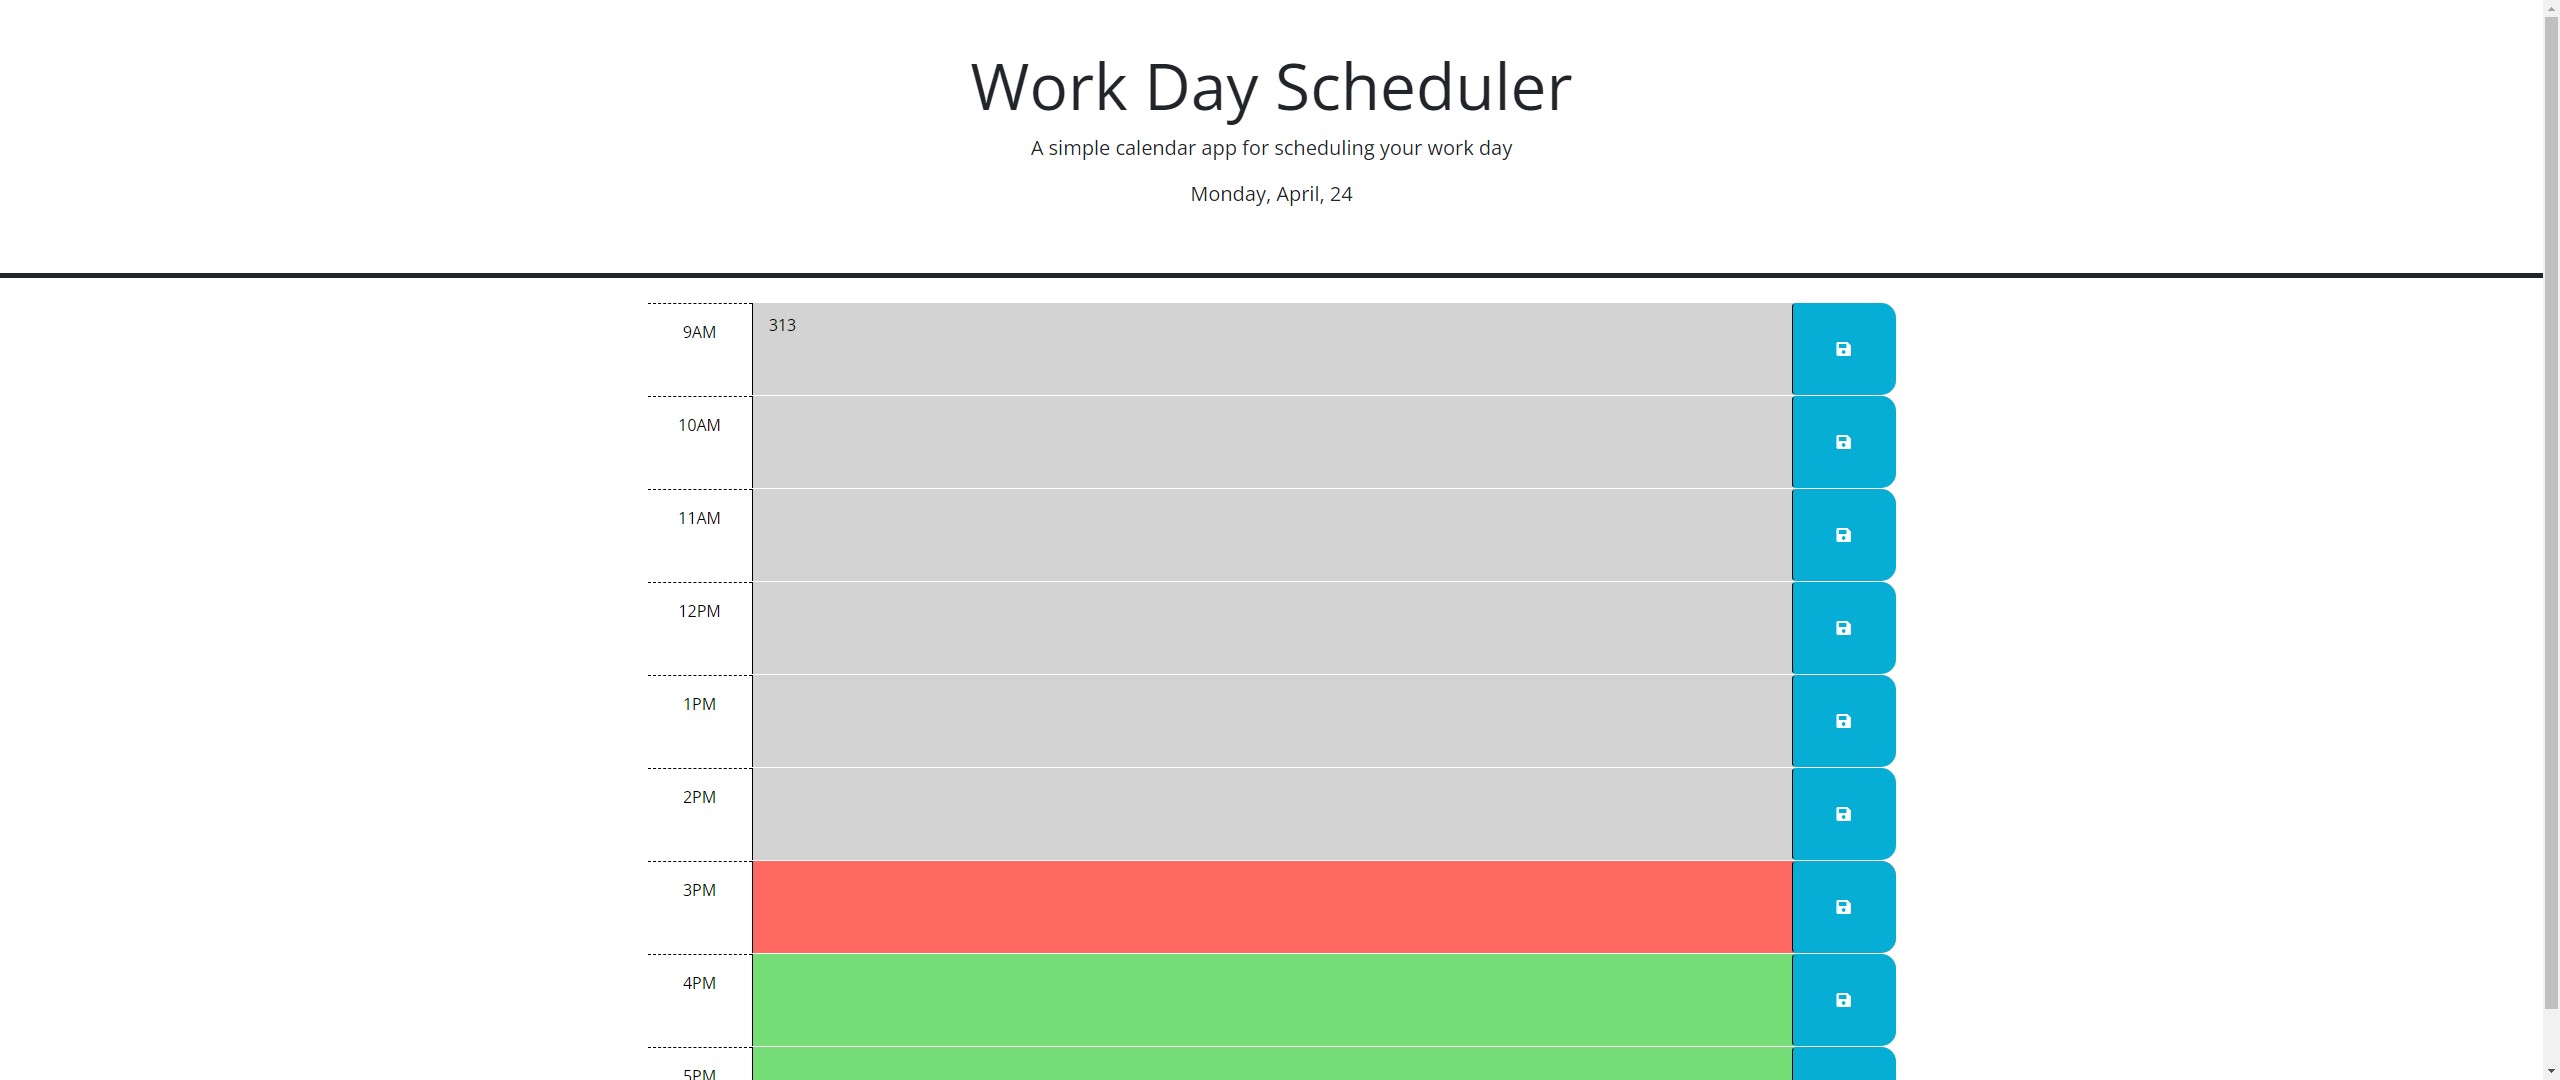 Work Day Scheduler
A simple calendar app for scheduling your work day
Monday, April, 24
9AM
313
10AM
11AM
12PM
1PM
2PM
3PM
4PM
5PM